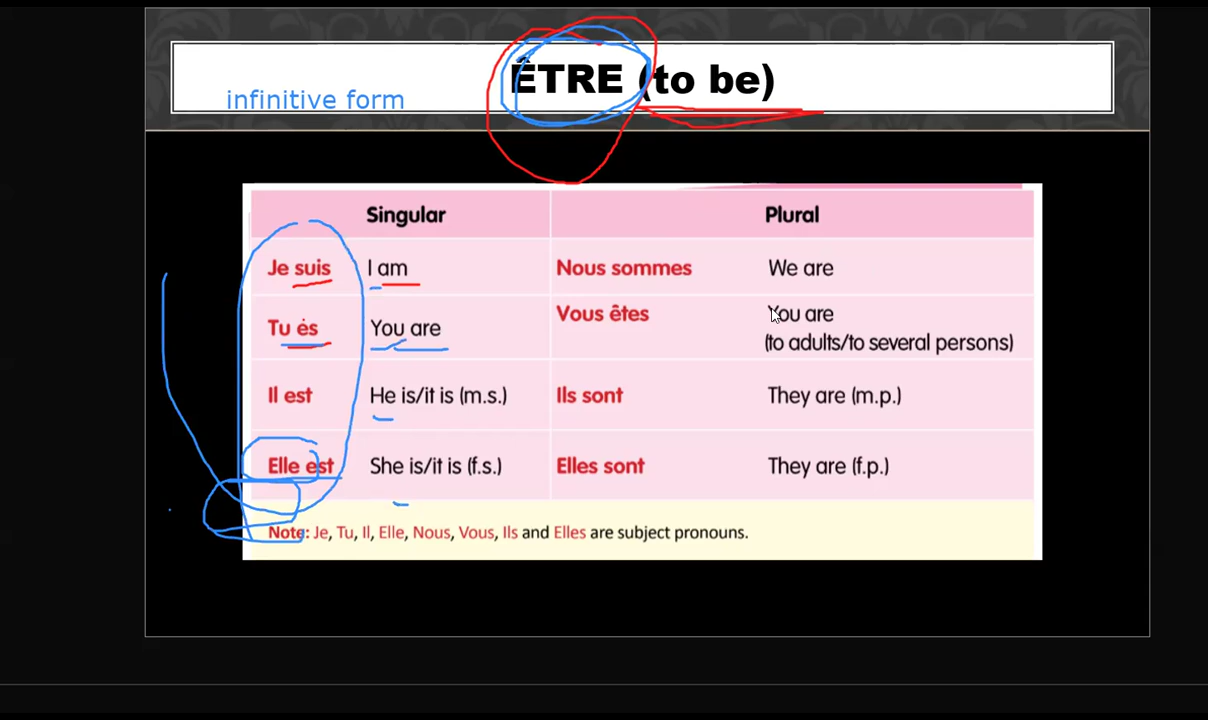 ÊTRE (to be)
infinitive form
Singular Plural
Je suis I am Nous sommes We are
Tu es You are Vous êtes You are
(to adults/to several persons)
Il est He is/it is (m.s.) Ils sont They are (m.p.)
Elle est She is/it is (f.s.) Elles sont They are (f.p.)
Note: Je, Tu, Il, Elle, Nous, Vous, Ils and Elles are subject pronouns.